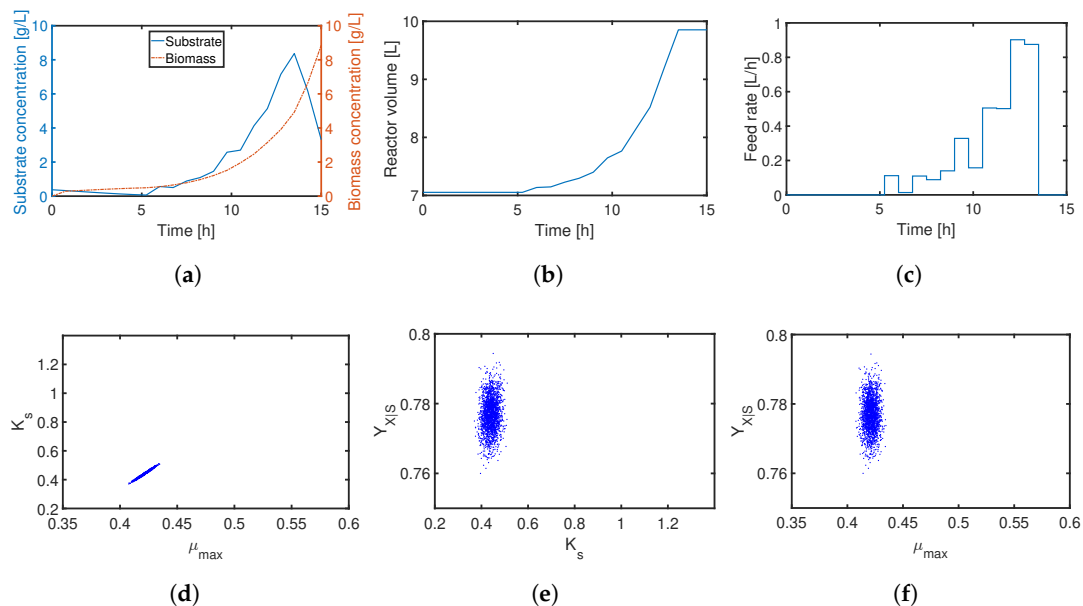 Substrate concentration [g/L]
10
8
6
4
2
0
Substrate
Biomass
10
8
6
4
2
0
Biomass concentration [g/L]
0 5 10 15
Time [h]
(a)
Reactor volume [L]
10
9
8
7
0 5 10 15
Time [h]
(b)
Feed rate [L/h]
1
0.8
0.6
0.4
0.2
0
0 5 10 15
Time [h]
(c)
K_s
1.2
1
0.8
0.6
0.4
0.2
0.35 0.4 0.45 0.5 0.55 0.6
μ_max
(d)
Y_X|S
0.8
0.78
0.76
0.2 0.4 0.6 0.8 1 1.2
K_s
(e)
Y_X|S
0.8
0.78
0.76
0.35 0.4 0.45 0.5 0.55 0.6
μ_max
(f)